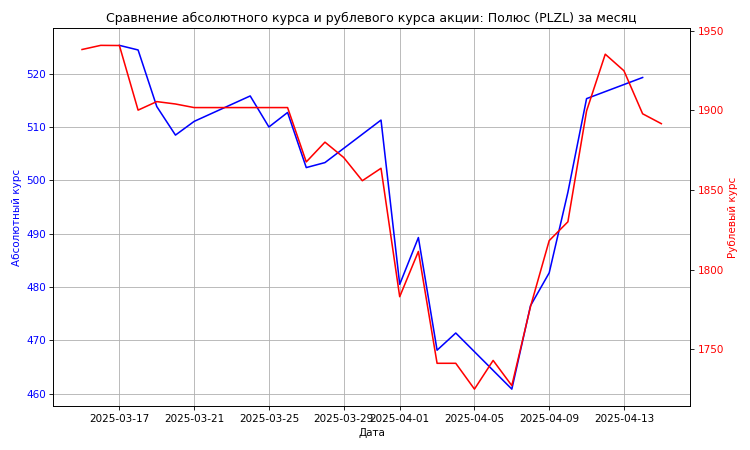 Сравнение абсолютного курса и рублевого курса акции: Полюс (PLZL) за месяц
Абсолютный курс
520
510
500
490
480
470
460
1950
1900
1850
1800
1750
Рублевый курс
2025-03-17 2025-03-21 2025-03-25 2025-03-29 2025-04-01 2025-04-05 2025-04-09 2025-04-13
Дата